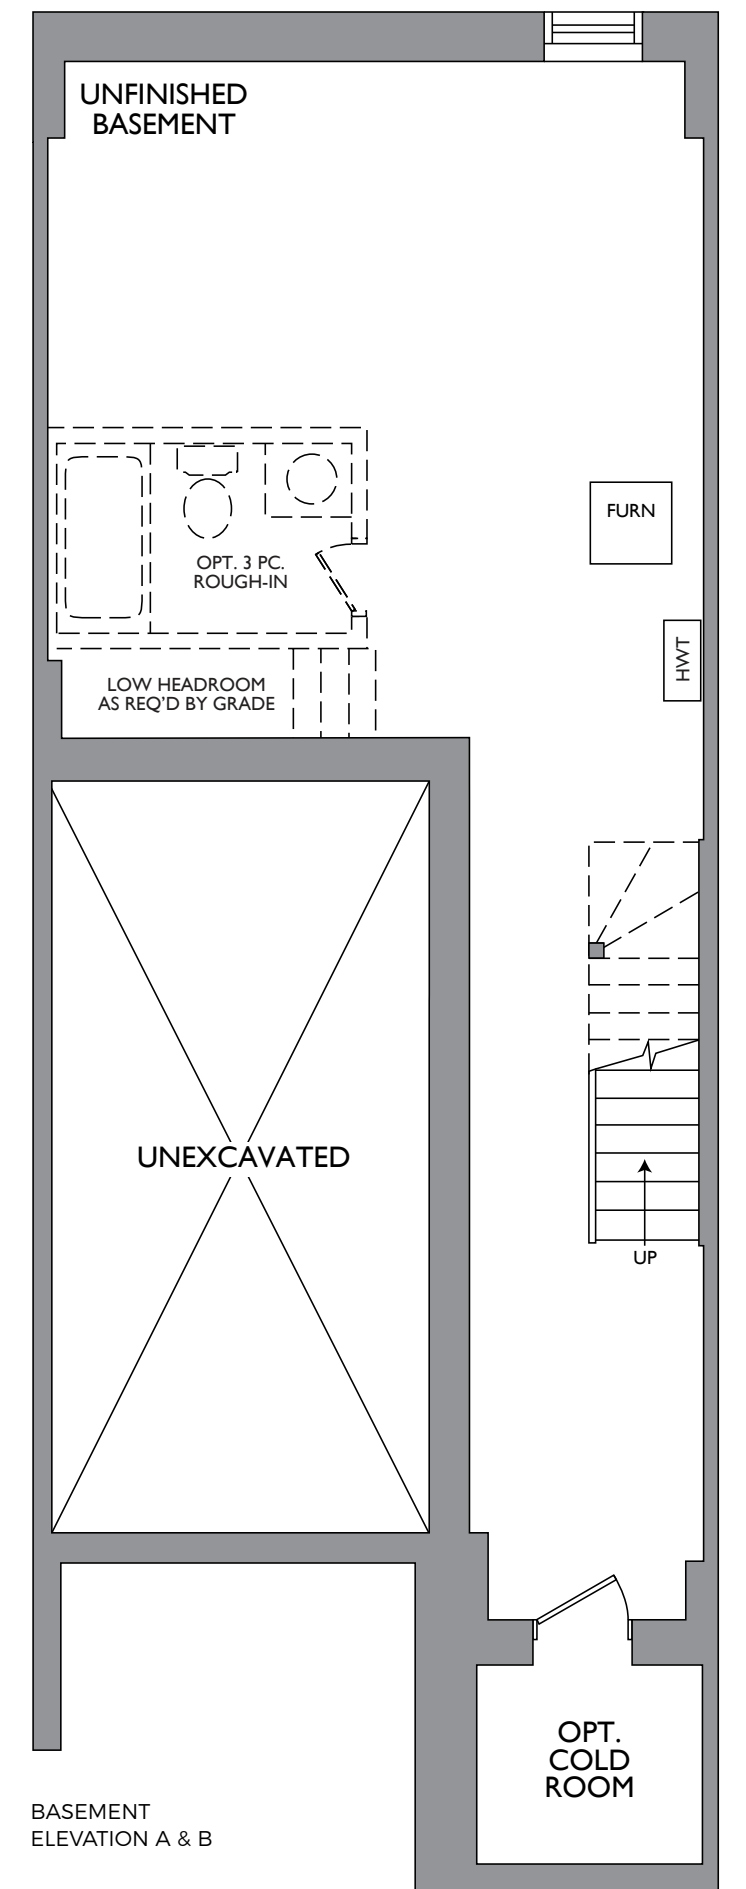 UNFINISHED
BASEMENT
FURN
OPT. 3 PC.
ROUGH-IN
HWT
LOW HEADROOM
AS REQ'D BY GRADE
UNEXCAVATED
UP
OPT.
COLD
ROOM
BASEMENT
ELEVATION A & B